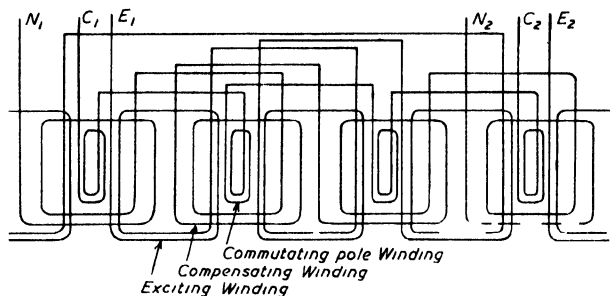 N₁ C₁ E₁ N₂ C₂ E₂
Commutating pole Winding
Compensating Winding
Exciting Winding